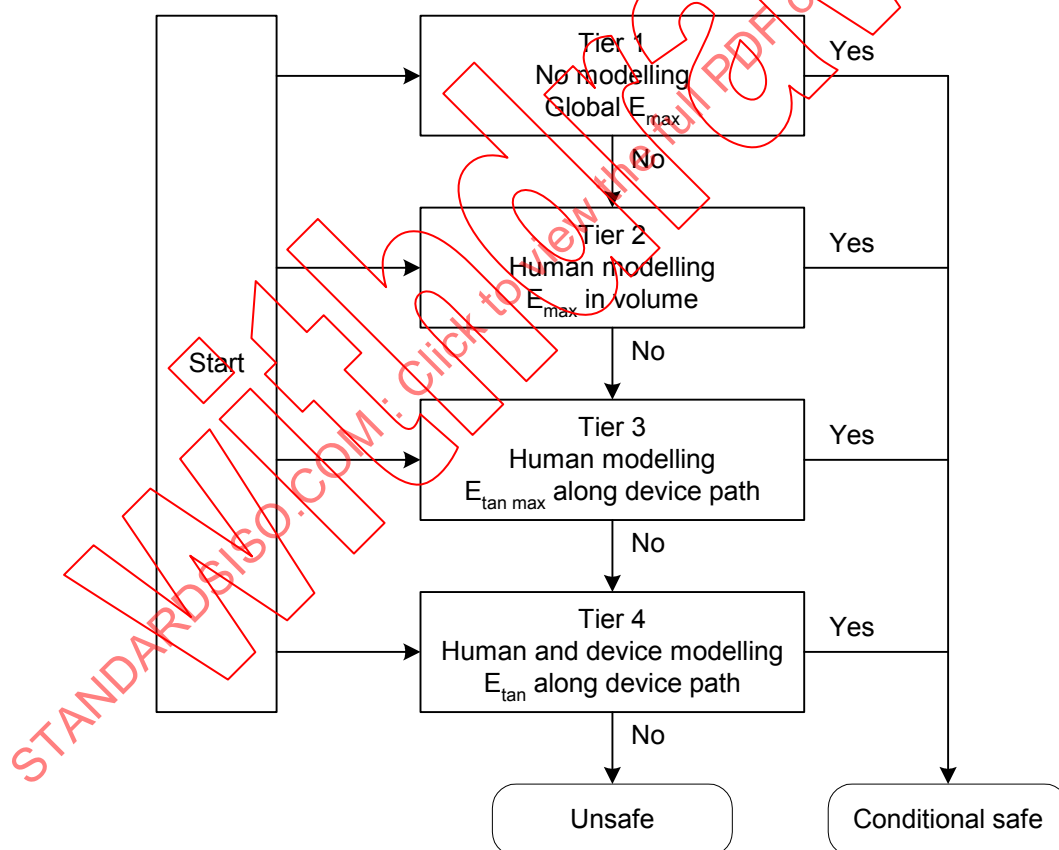 Tier 1
No modelling
Global Emax
Yes
No
Tier 2
Human modelling
Emax in volume
Yes
No
Start
Tier 3
Human modelling
Etan max along device path
Yes
No
Tier 4
Human and device modelling
Etan along device path
Yes
No
Unsafe
Conditional safe
STANDARDSISO.COM : Click to view the full PDF